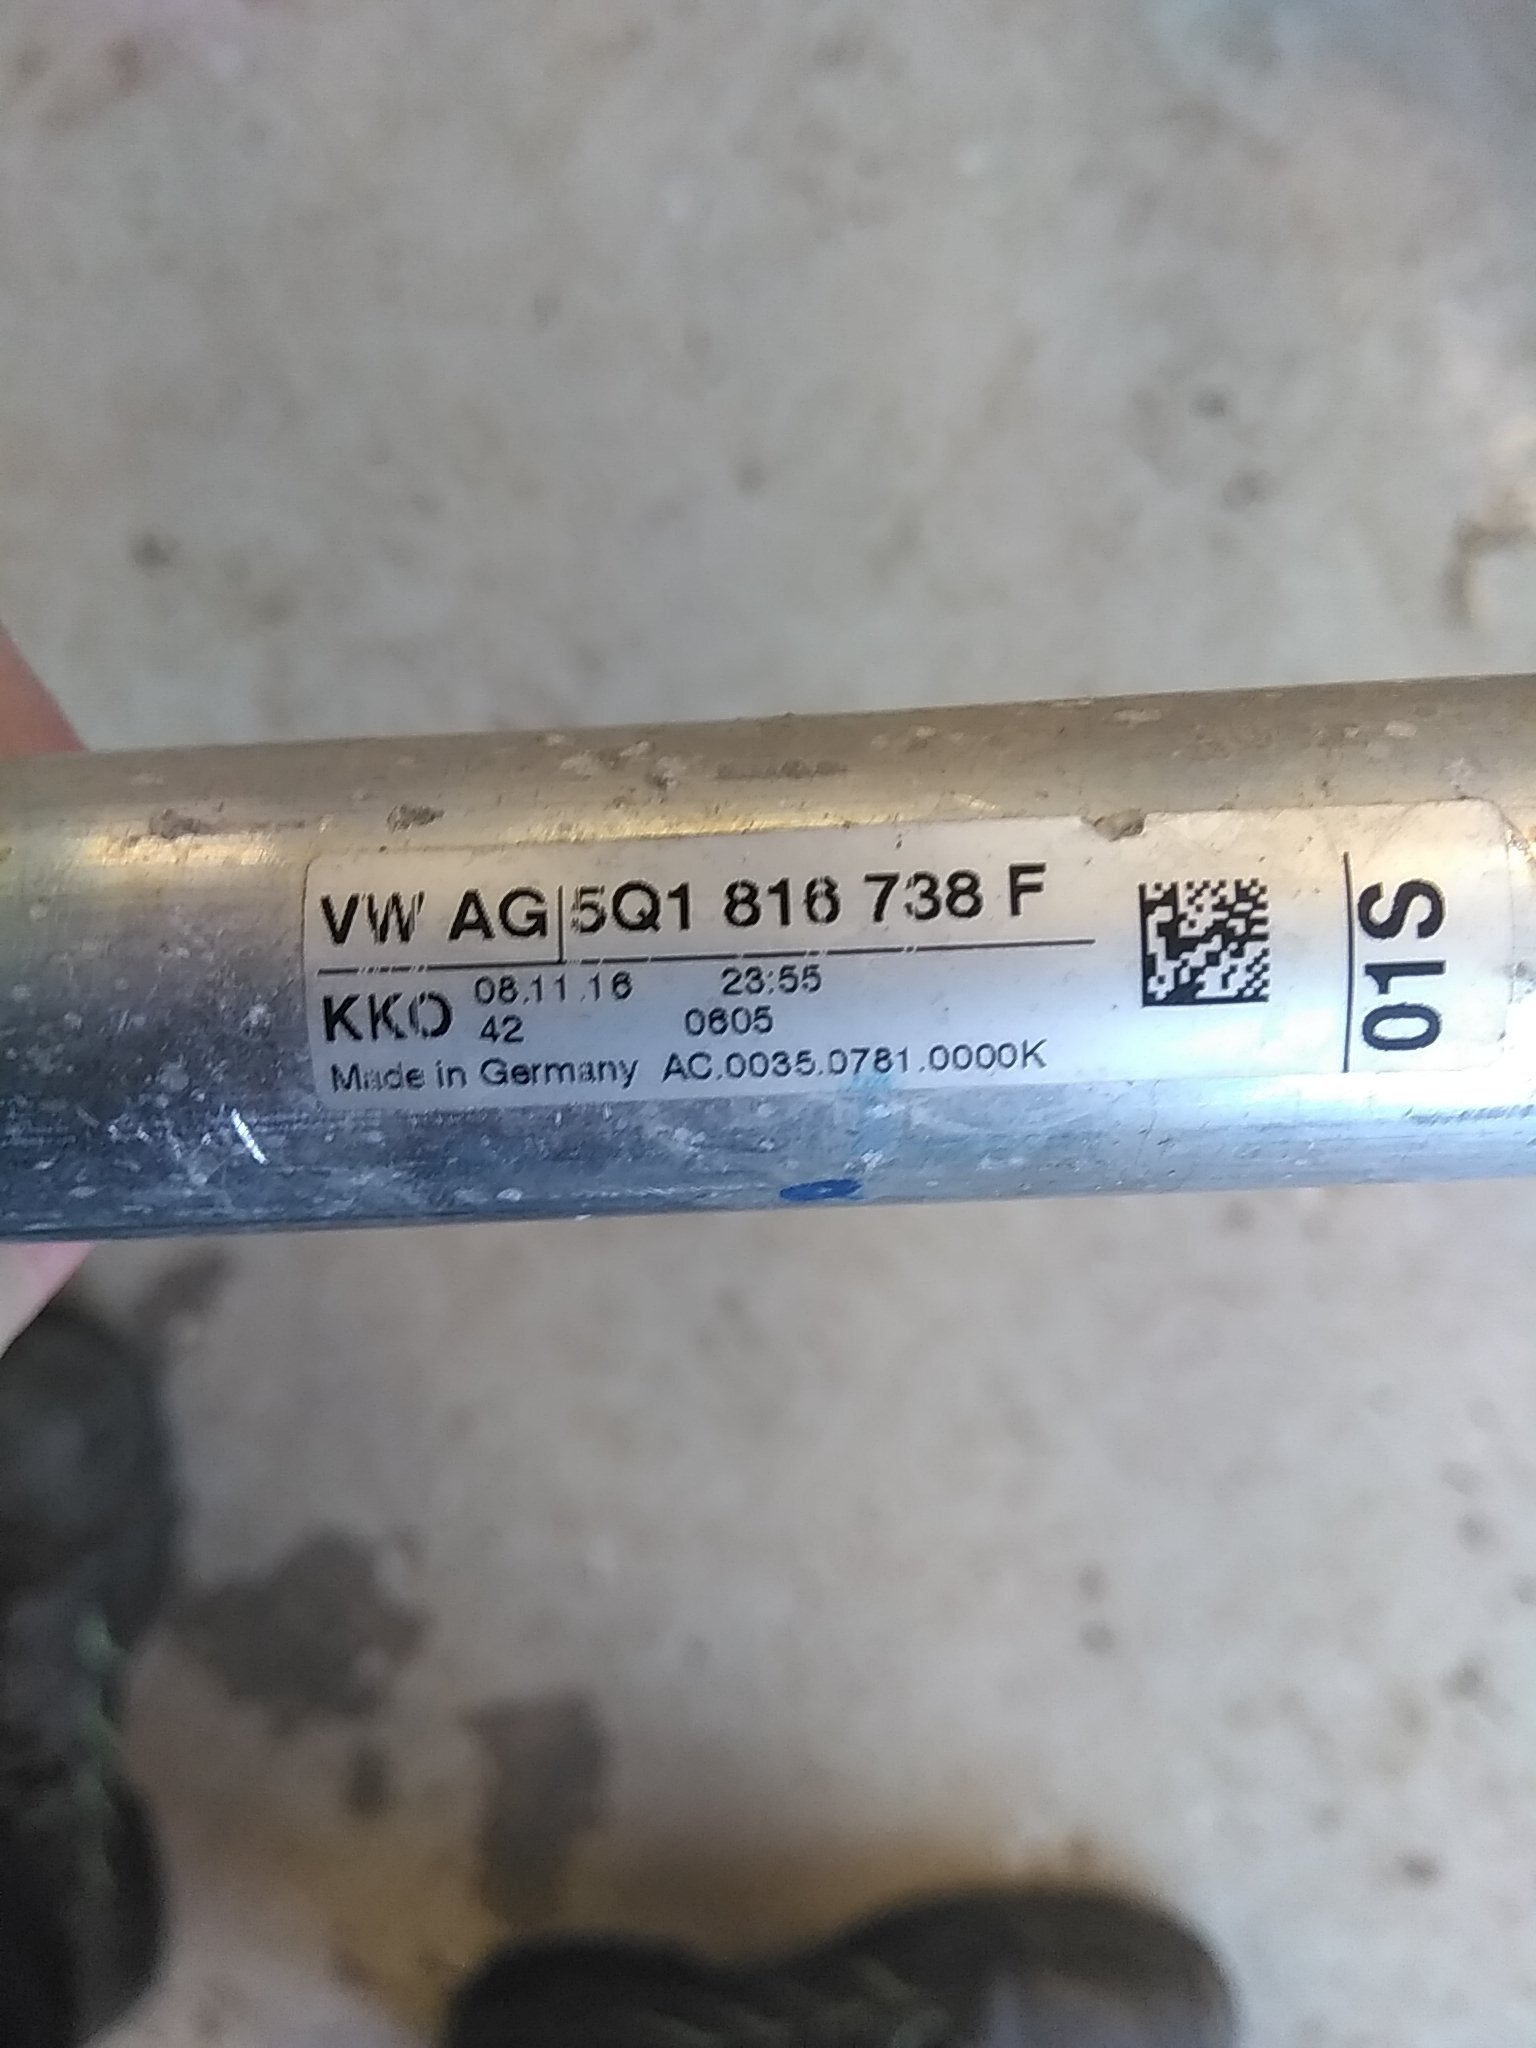 VW AG 5Q1 816 738 F
KKO 08.11.16 23:55
42 0605
Made in Germany AC.0035.0781.0000K
01S